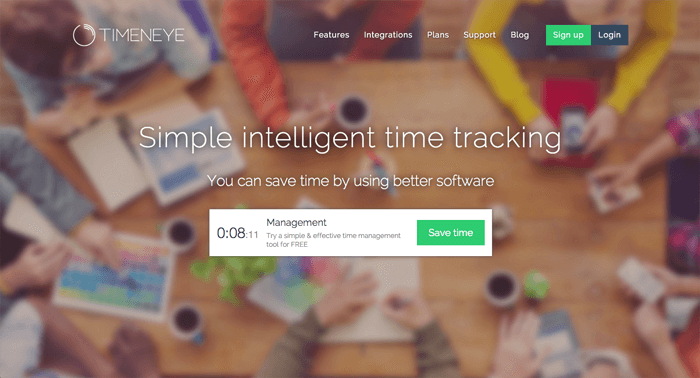 TIMENEYE
Features Integrations Plans Support Blog Sign up Login
Simple intelligent time tracking
You can save time by using better software
0:08:11
Management
Try a simple & effective time management
tool for FREE
Save time